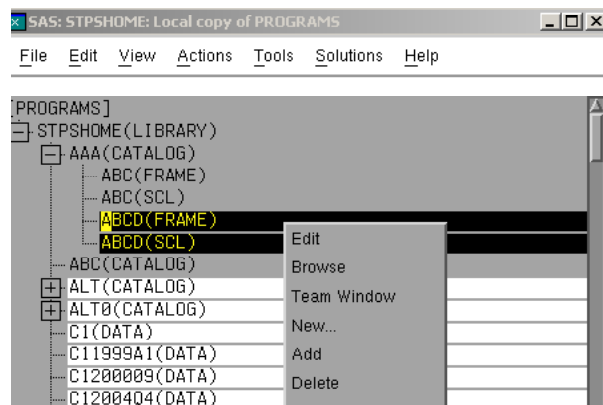 SAS: STPSHOME: Local copy of PROGRAMS
File Edit View Actions Tools Solutions Help
[PROGRAMS]
STPSHOME(LIBRARY)
AAA(CATALOG)
ABC(FRAME)
ABC(SCL)
ABCD(FRAME)
ABCD(SCL)
ABC(CATALOG)
ALT(CATALOG)
ALT0(CATALOG)
C1(DATA)
C11999A1(DATA)
C1200009(DATA)
C1200404(DATA)
Edit
Browse
Team Window
New...
Add
Delete